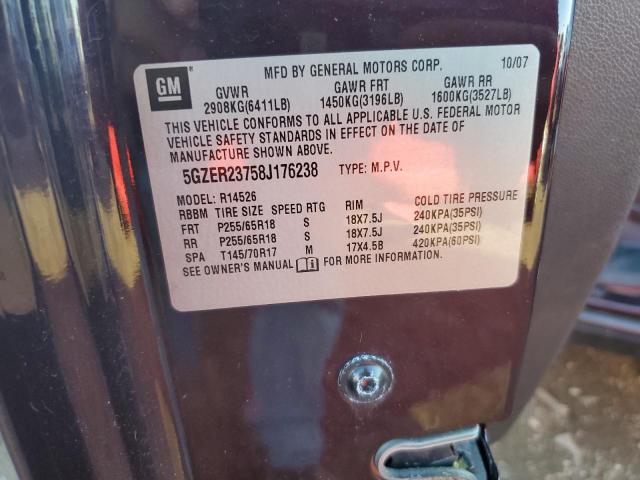 MFD BY GENERAL MOTORS CORP. 10/07
GM
GVWR GAWR FRT GAWR RR
2908KG(6411LB) 1450KG(3196LB) 1600KG(3527LB)
THIS VEHICLE CONFORMS TO ALL APPLICABLE U.S. FEDERAL MOTOR
VEHICLE SAFETY STANDARDS IN EFFECT ON THE DATE OF
MANUFACTURE SHOWN ABOVE.
5GZER23758J176238 TYPE: M.P.V.
MODEL: R14526
RBBM TIRE SIZE SPEED RTG RIM COLD TIRE PRESSURE
FRT P255/65R18 S 18X7.5J 240KPA(35PSI)
RR P255/65R18 S 18X7.5J 240KPA(35PSI)
SPA T145/70R17 M 17X4.5B 420KPA(60PSI)
SEE OWNER'S MANUAL FOR MORE INFORMATION.